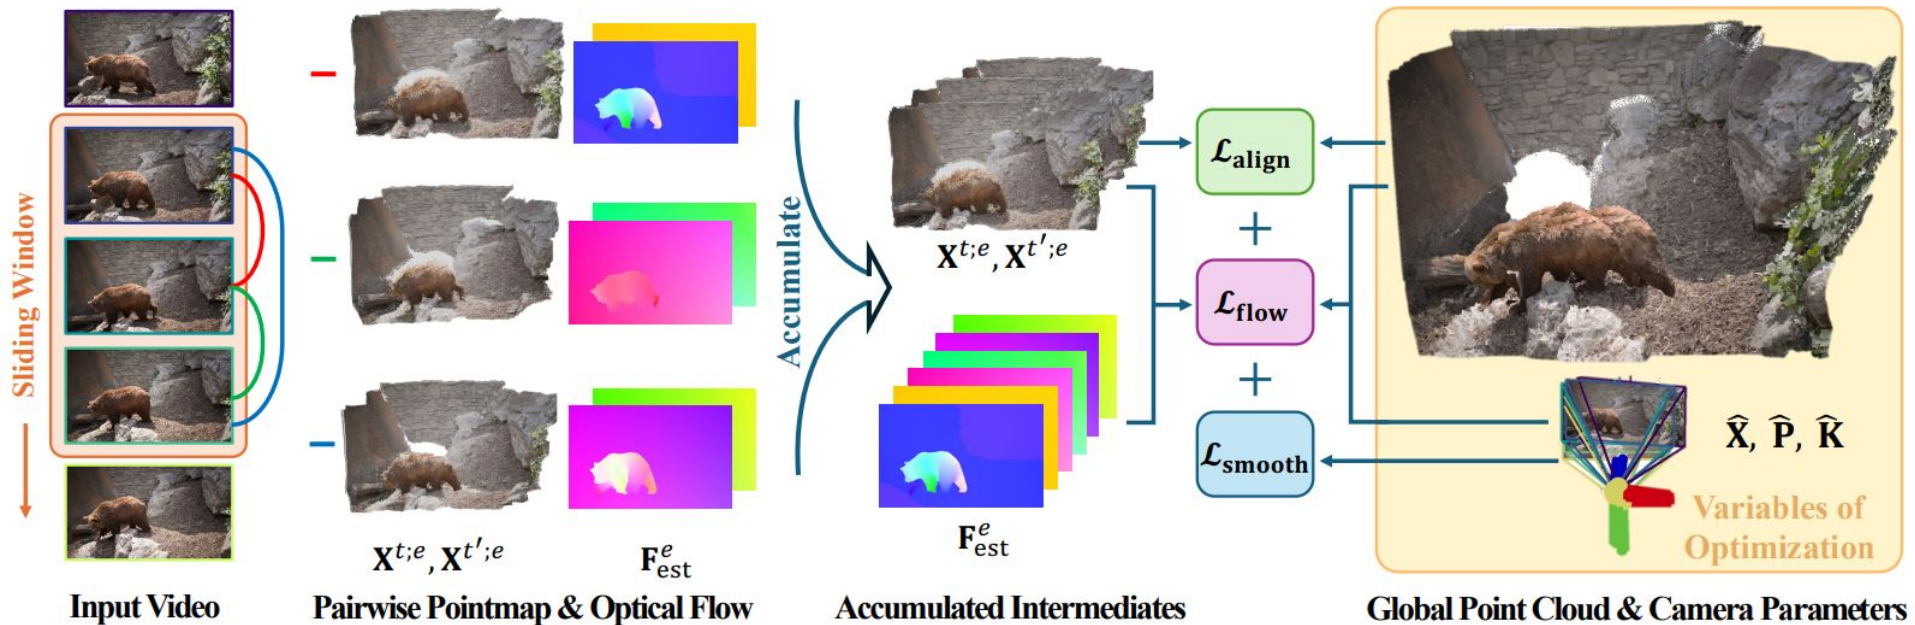 Sliding Window
Input Video
X^{t;e}, X^{t';e}
F^e_est
Pairwise Pointmap & Optical Flow
Accumulate
X^{t;e}, X^{t';e}
F^e_est
Accumulated Intermediates
ℒ_align
+
ℒ_flow
+
ℒ_smooth
X̂, P̂, K̂
Variables of
Optimization
Global Point Cloud & Camera Parameters